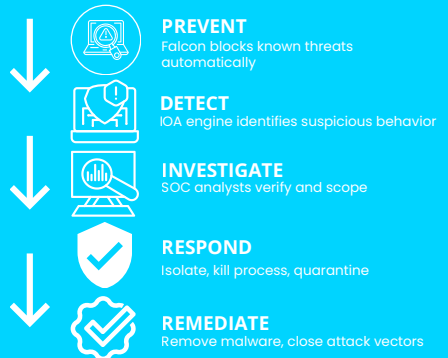 PREVENT
Falcon blocks known threats
automatically
DETECT
IOA engine identifies suspicious behavior
INVESTIGATE
SOC analysts verify and scope
RESPOND
Isolate, kill process, quarantine
REMEDIATE
Remove malware, close attack vectors